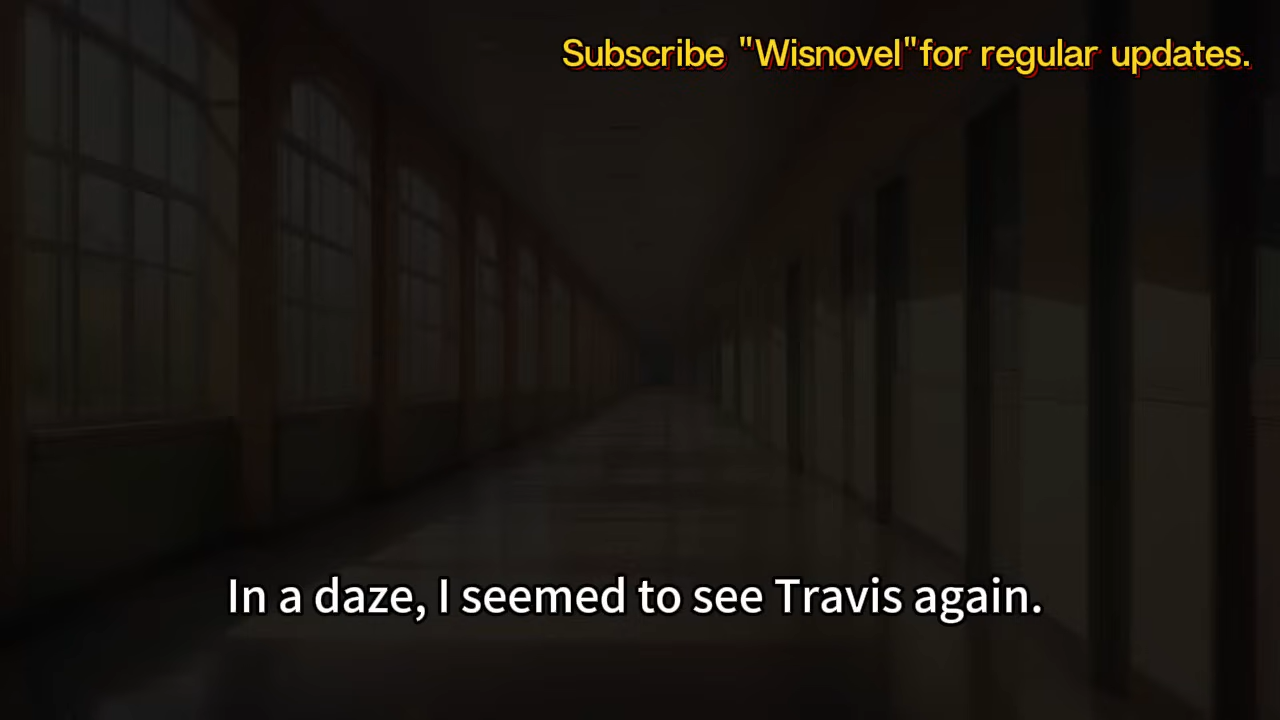 Subscribe "Wisnovel"for regular updates.
In a daze, I seemed to see Travis again.